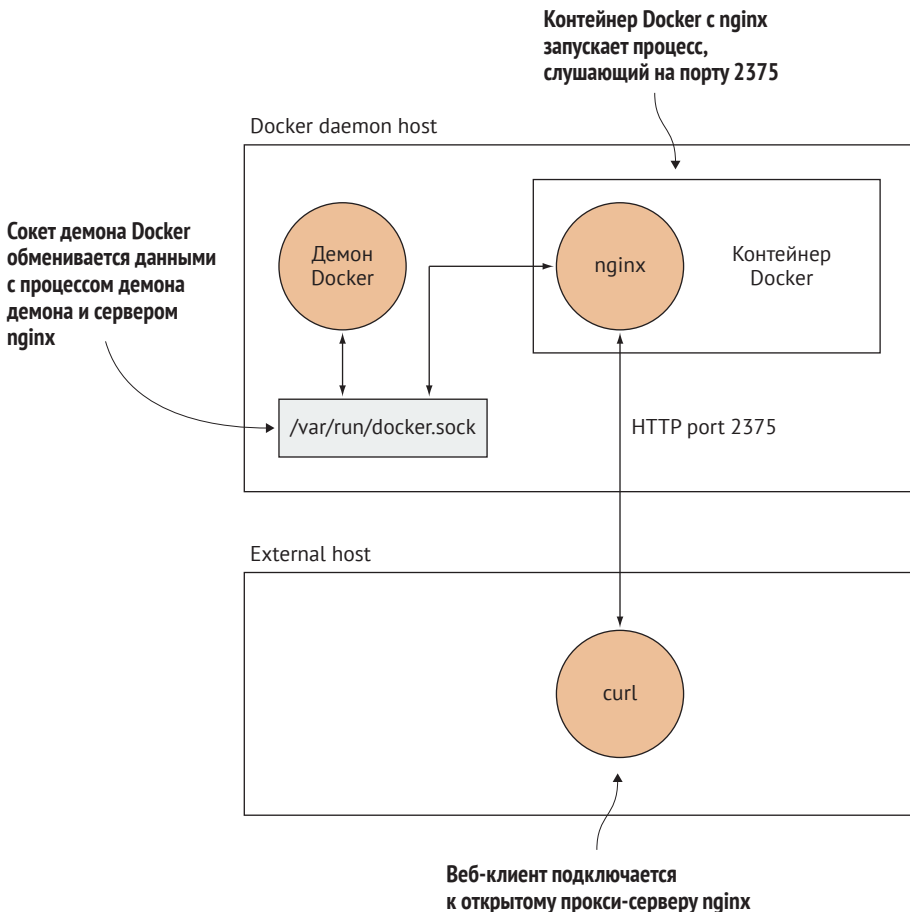 Контейнер Docker с nginx
запускает процесс,
слушающий на порту 2375
Docker daemon host
Сокет демона Docker
обменивается данными
с процессом демона
демона и сервером
nginx
Демон
Docker
nginx
Контейнер
Docker
/var/run/docker.sock
HTTP port 2375
External host
curl
Веб-клиент подключается
к открытому прокси-серверу nginx